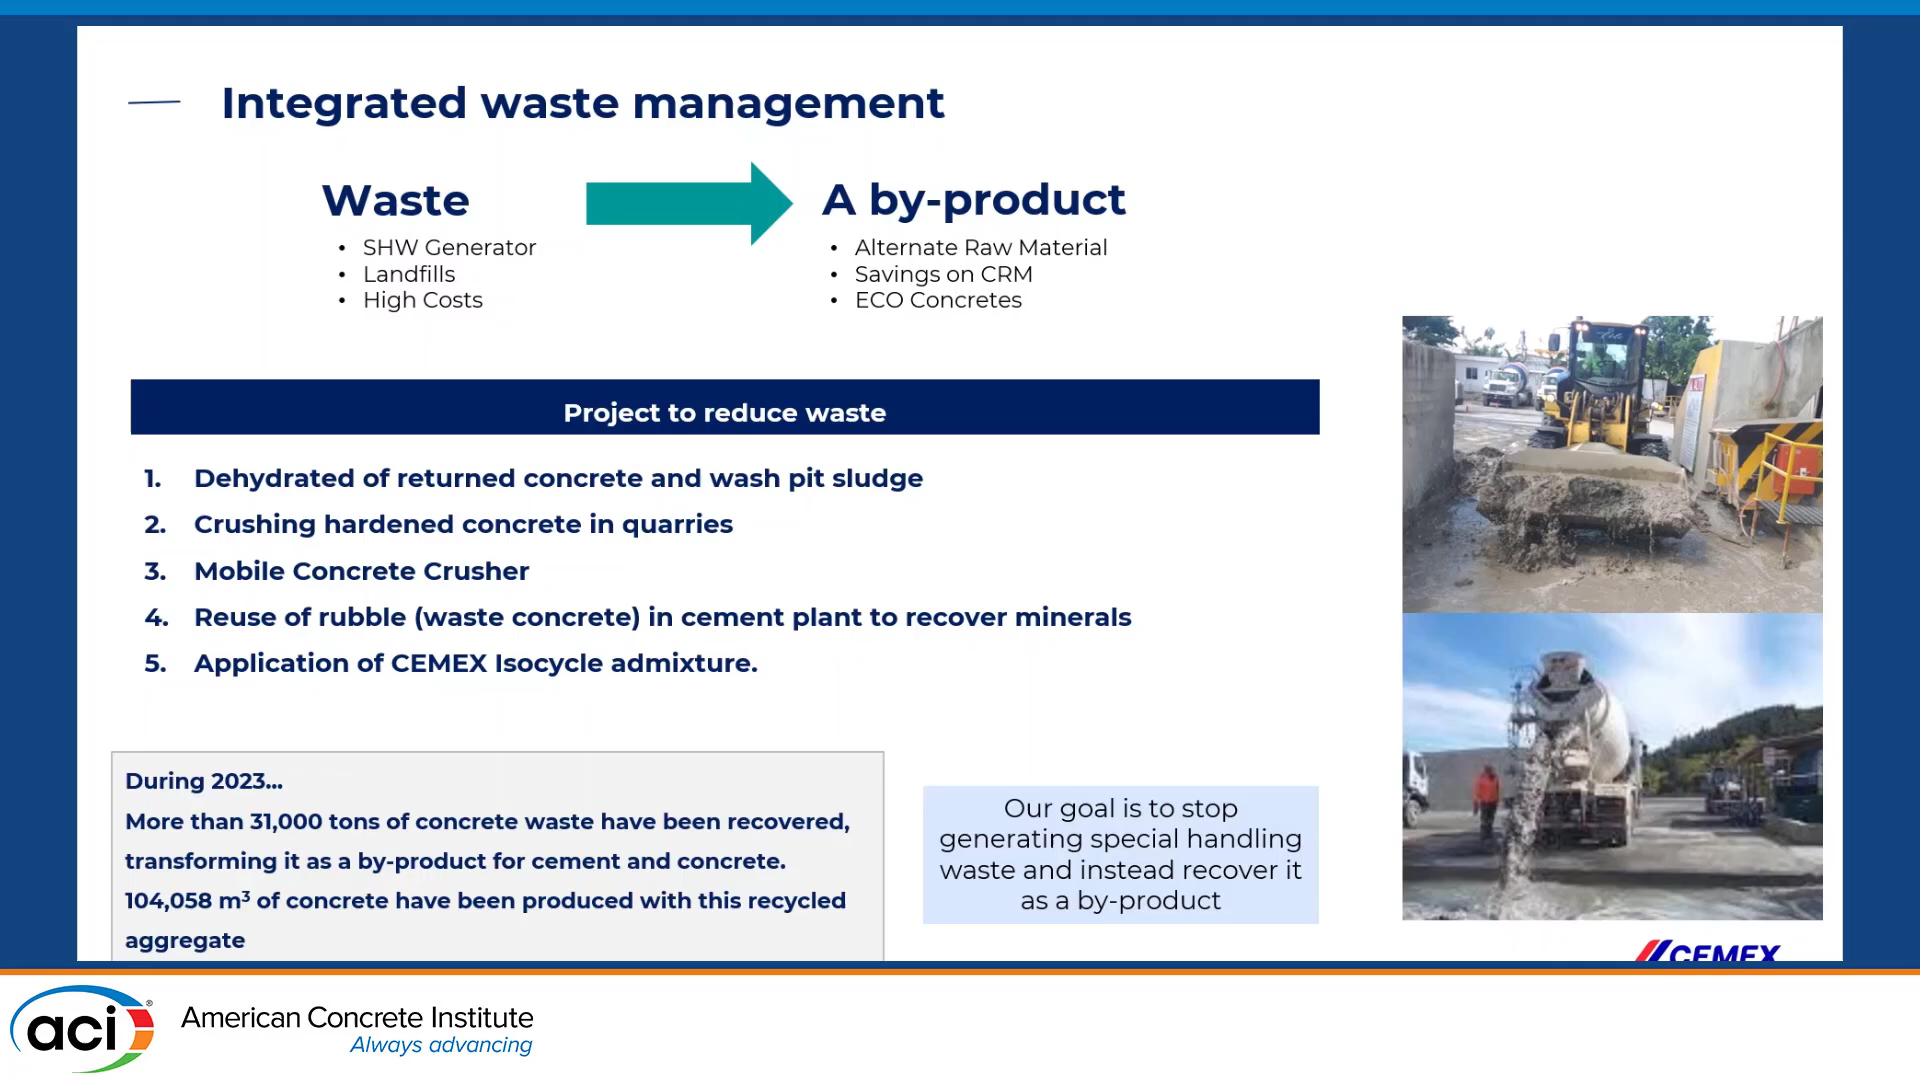 Integrated waste management
Waste
• SHW Generator
• Landfills
• High Costs
A by-product
• Alternate Raw Material
• Savings on CRM
• ECO Concretes
Project to reduce waste
1. Dehydrated of returned concrete and wash pit sludge
2. Crushing hardened concrete in quarries
3. Mobile Concrete Crusher
4. Reuse of rubble (waste concrete) in cement plant to recover minerals
5. Application of CEMEX Isocycle admixture.
During 2023...
More than 31,000 tons of concrete waste have been recovered,
transforming it as a by-product for cement and concrete.
104,058 m³ of concrete have been produced with this recycled
aggregate
Our goal is to stop
generating special handling
waste and instead recover it
as a by-product
CEMEX
aci®
American Concrete Institute
Always advancing